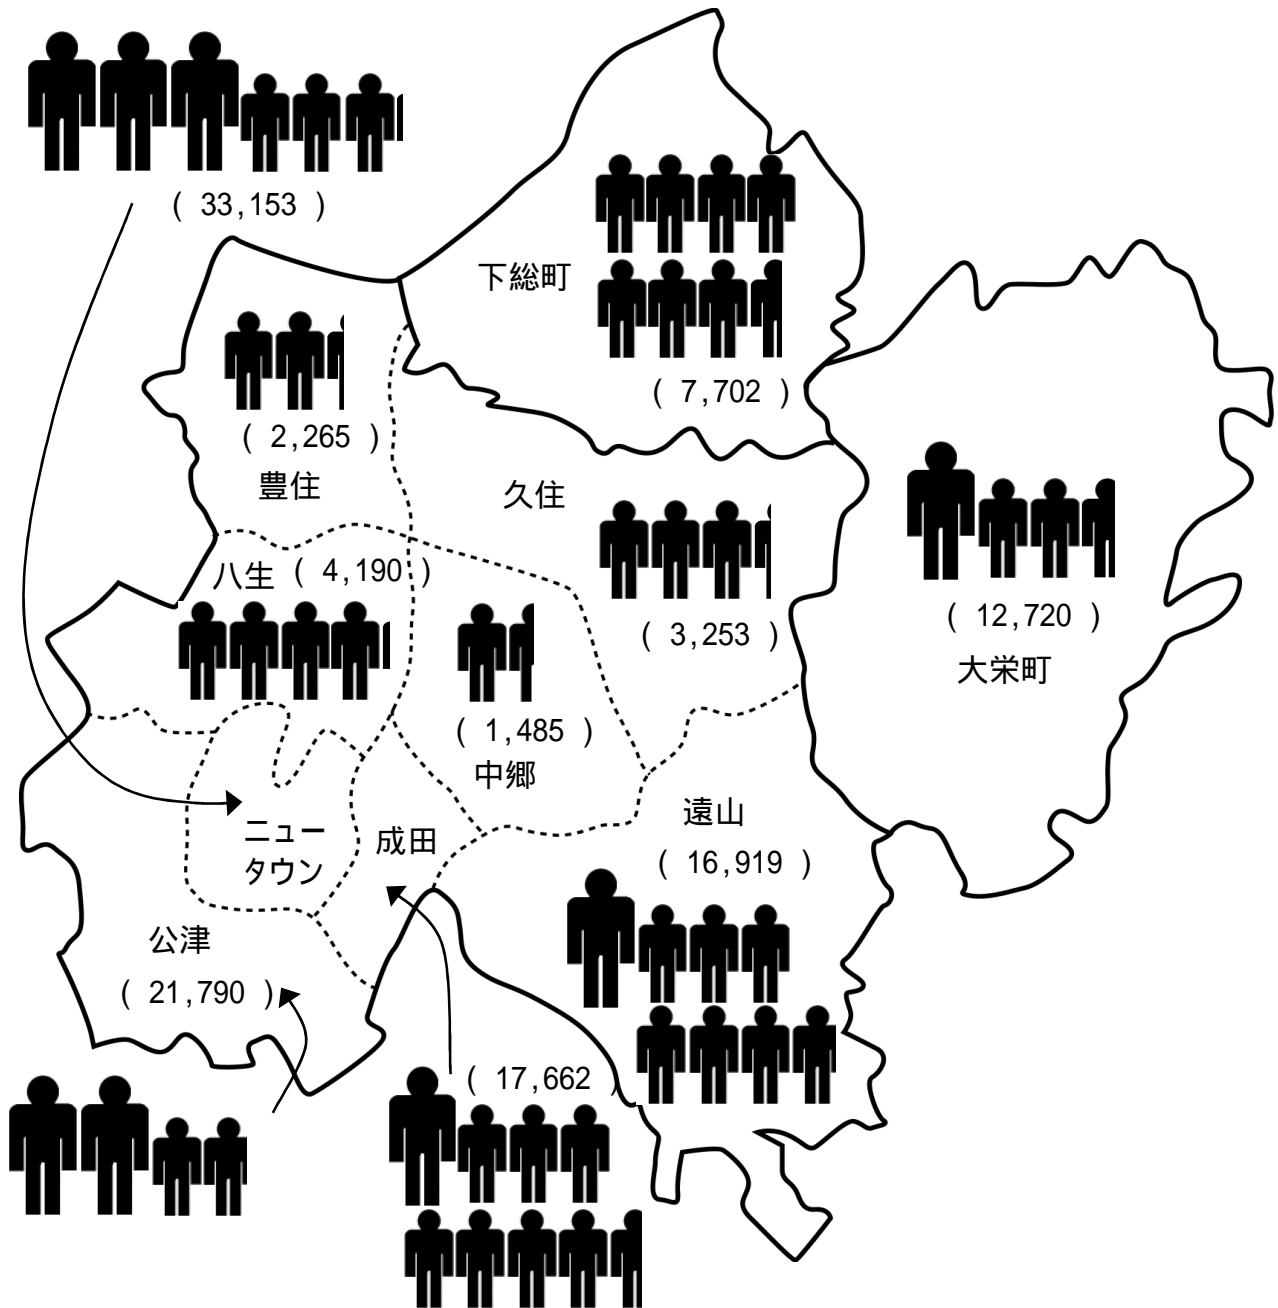 ( 33,153 )
下総町
( 7,702 )
( 2,265 )
豊住
久住
八生 ( 4,190 )
( 3,253 )
( 12,720 )
大栄町
( 1,485 )
中郷
遠山
( 16,919 )
ニュー
タウン
成田
公津
( 21,790 )
( 17,662 )